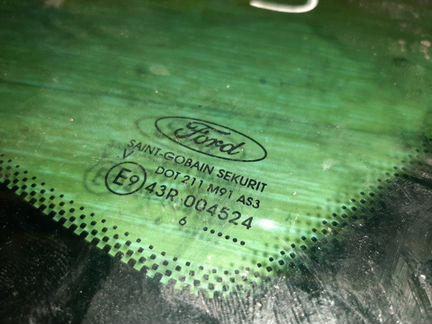 Ford
SAINT-GOBAIN SEKURIT
DOT 211 M91 AS3
V
E9 43R 004524
6